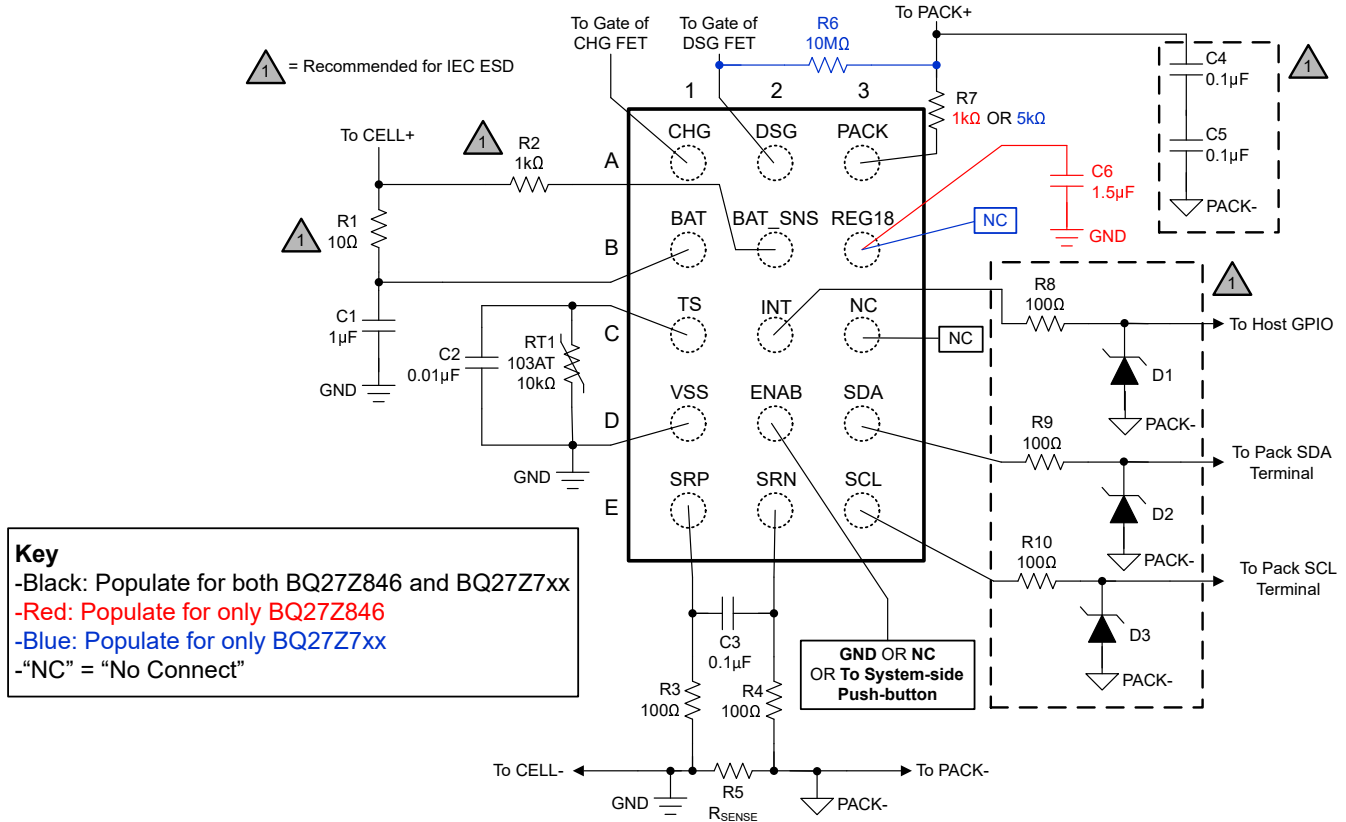 To Gate of
CHG FET
To Gate of
DSG FET
R6
10MΩ
To PACK+
1
= Recommended for IEC ESD
1
2
3
R7
1kΩ OR 5kΩ
C4
0.1µF
1
C5
0.1µF
PACK-
To CELL+
1
R2
1kΩ
A
CHG
DSG
PACK
C6
1.5µF
GND
1
R1
10Ω
B
BAT
BAT_SNS
REG18
NC
C1
1µF
GND
C2
0.01µF
RT1
103AT
10kΩ
C
TS
INT
NC
NC
R8
100Ω
1
To Host GPIO
D1
PACK-
D
VSS
ENAB
SDA
R9
100Ω
To Pack SDA
Terminal
D2
PACK-
GND
E
SRP
SRN
SCL
R10
100Ω
To Pack SCL
Terminal
D3
PACK-
Key
-Black: Populate for both BQ27Z846 and BQ27Z7xx
-Red: Populate for only BQ27Z846
-Blue: Populate for only BQ27Z7xx
-“NC” = “No Connect”
C3
0.1µF
GND OR NC
OR To System-side
Push-button
R3
100Ω
R4
100Ω
To CELL-
To PACK-
GND
R5
RSENSE
PACK-